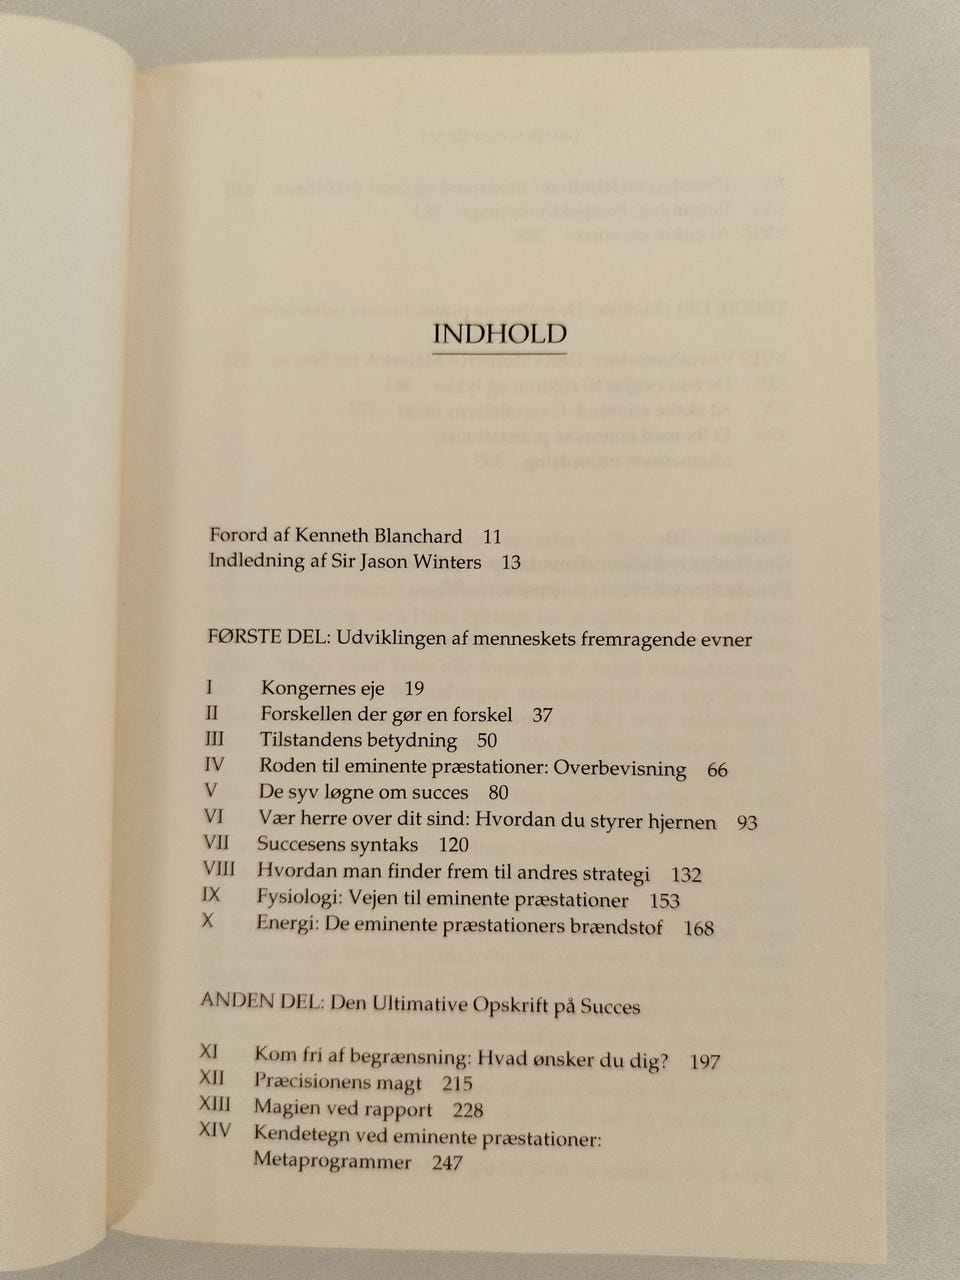 INDHOLD
Forord af Kenneth Blanchard 11
Indledning af Sir Jason Winters 13
FØRSTE DEL: Udviklingen af menneskets fremragende evner
I Kongernes eje 19
II Forskellen der gør en forskel 37
III Tilstandens betydning 50
IV Roden til eminente præstationer: Overbevisning 66
V De syv løgne om succes 80
VI Vær herre over dit sind: Hvordan du styrer hjernen 93
VII Succesens syntaks 120
VIII Hvordan man finder frem til andres strategi 132
IX Fysiologi: Vejen til eminente præstationer 153
X Energi: De eminente præstationers brændstof 168
ANDEN DEL: Den Ultimative Opskrift på Succes
XI Kom fri af begrænsning: Hvad ønsker du dig? 197
XII Præcisionens magt 215
XIII Magien ved rapport 228
XIV Kendetegn ved eminente præstationer:
Metaprogrammer 247